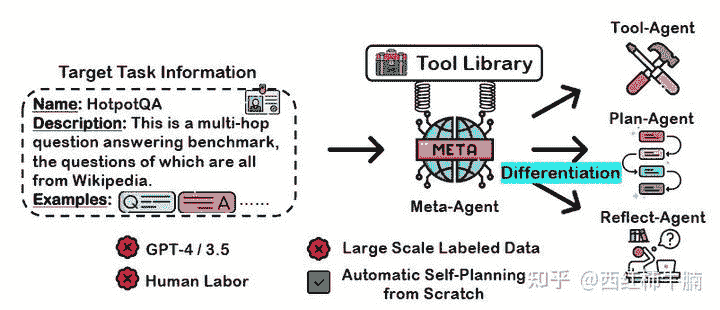 Target Task Information
Name: HotpotQA
Description: This is a multi-hop
question answering benchmark,
the questions of which are all
from Wikipedia.
Examples: Q A ......
GPT-4 / 3.5
Human Labor
Tool Library
META
Meta-Agent
Differentiation
Large Scale Labeled Data
Automatic Self-Planning
from Scratch
Tool-Agent
Plan-Agent
Reflect-Agent
?
知乎 @西红柿牛腩